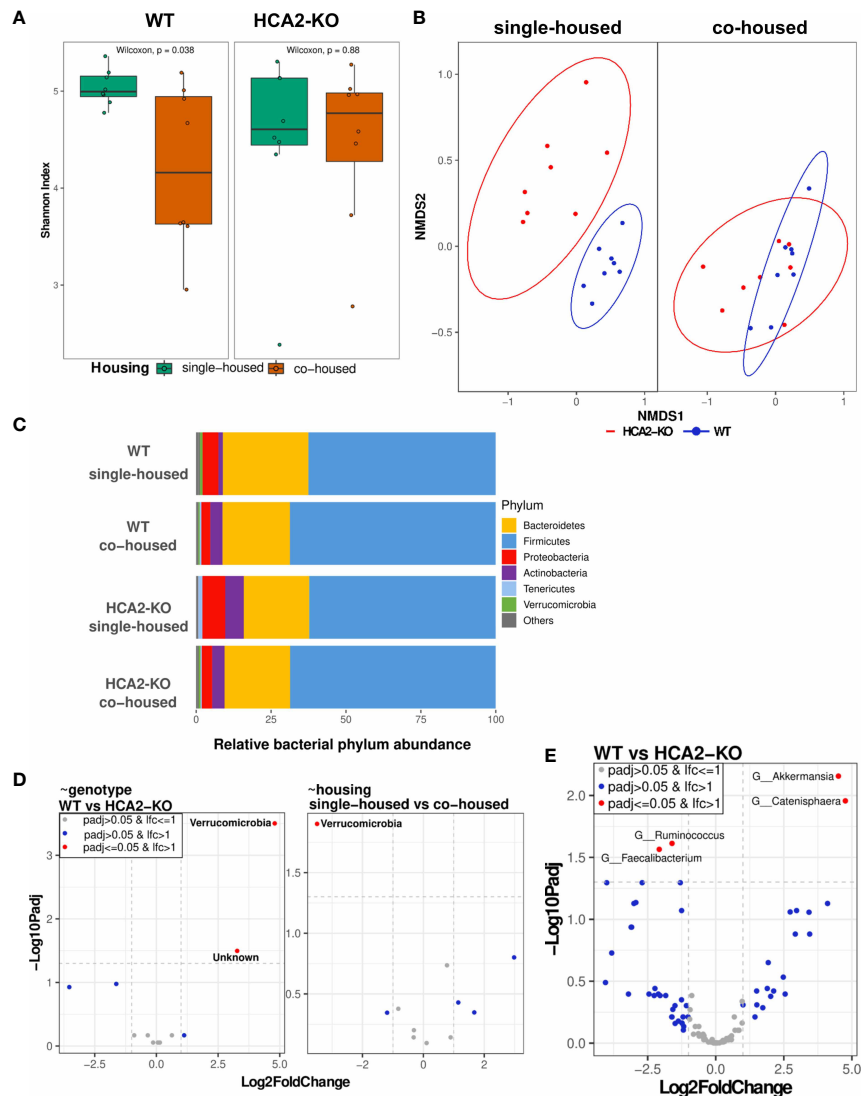 A
WT
HCA2-KO
Wilcoxon, p = 0.038
Wilcoxon, p = 0.88
Shannon Index
5
4
3
Housing single−housed co−housed
B
single-housed
co-housed
NMDS2
1.0
0.5
0.0
−0.5
−1 0 1
−1 0 1
NMDS1
HCA2−KO WT
C
WT
single-housed
WT
co−housed
HCA2-KO
single-housed
HCA2-KO
co-housed
0 25 50 75 100
Relative bacterial phylum abundance
Phylum
Bacteroidetes
Firmicutes
Proteobacteria
Actinobacteria
Tenericutes
Verrucomicrobia
Others
D
~genotype
WT vs HCA2−KO
padj>0.05 & lfc<=1
padj>0.05 & lfc>1
padj<=0.05 & lfc>1
Verrucomicrobia
Unknown
−Log10Padj
3
2
1
0
−2.5 0.0 2.5 5.0
~housing
single−housed vs co−housed
Verrucomicrobia
1.5
1.0
0.5
−2 0 2
Log2FoldChange
E
WT vs HCA2−KO
padj>0.05 & lfc<=1
padj>0.05 & lfc>1
padj<=0.05 & lfc>1
G__Akkermansia
G__Catenisphaera
G__Ruminococcus
G__Faecalibacterium
−Log10Padj
2.0
1.5
1.0
0.5
0.0
−2.5 0.0 2.5 5.0
Log2FoldChange